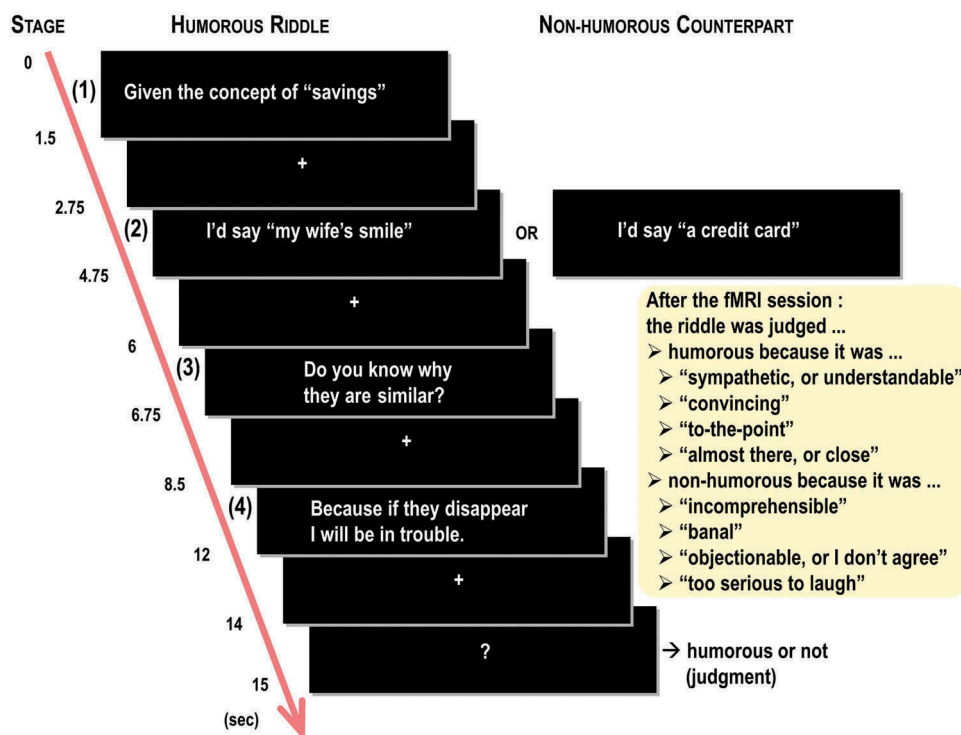 STAGE
HUMOROUS RIDDLE
NON-HUMOROUS COUNTERPART
0
(1)
Given the concept of “savings”
1.5
+
2.75
(2)
I’d say “my wife’s smile”
OR
I’d say “a credit card”
4.75
+
6
(3)
Do you know why
they are similar?
6.75
+
8.5
(4)
Because if they disappear
I will be in trouble.
12
+
14
?
→ humorous or not
(judgment)
15
(sec)
After the fMRI session :
the riddle was judged ...
➢ humorous because it was ...
➢ “sympathetic, or understandable”
➢ “convincing”
➢ “to-the-point”
➢ “almost there, or close”
➢ non-humorous because it was ...
➢ “incomprehensible”
➢ “banal”
➢ “objectionable, or I don’t agree”
➢ “too serious to laugh”